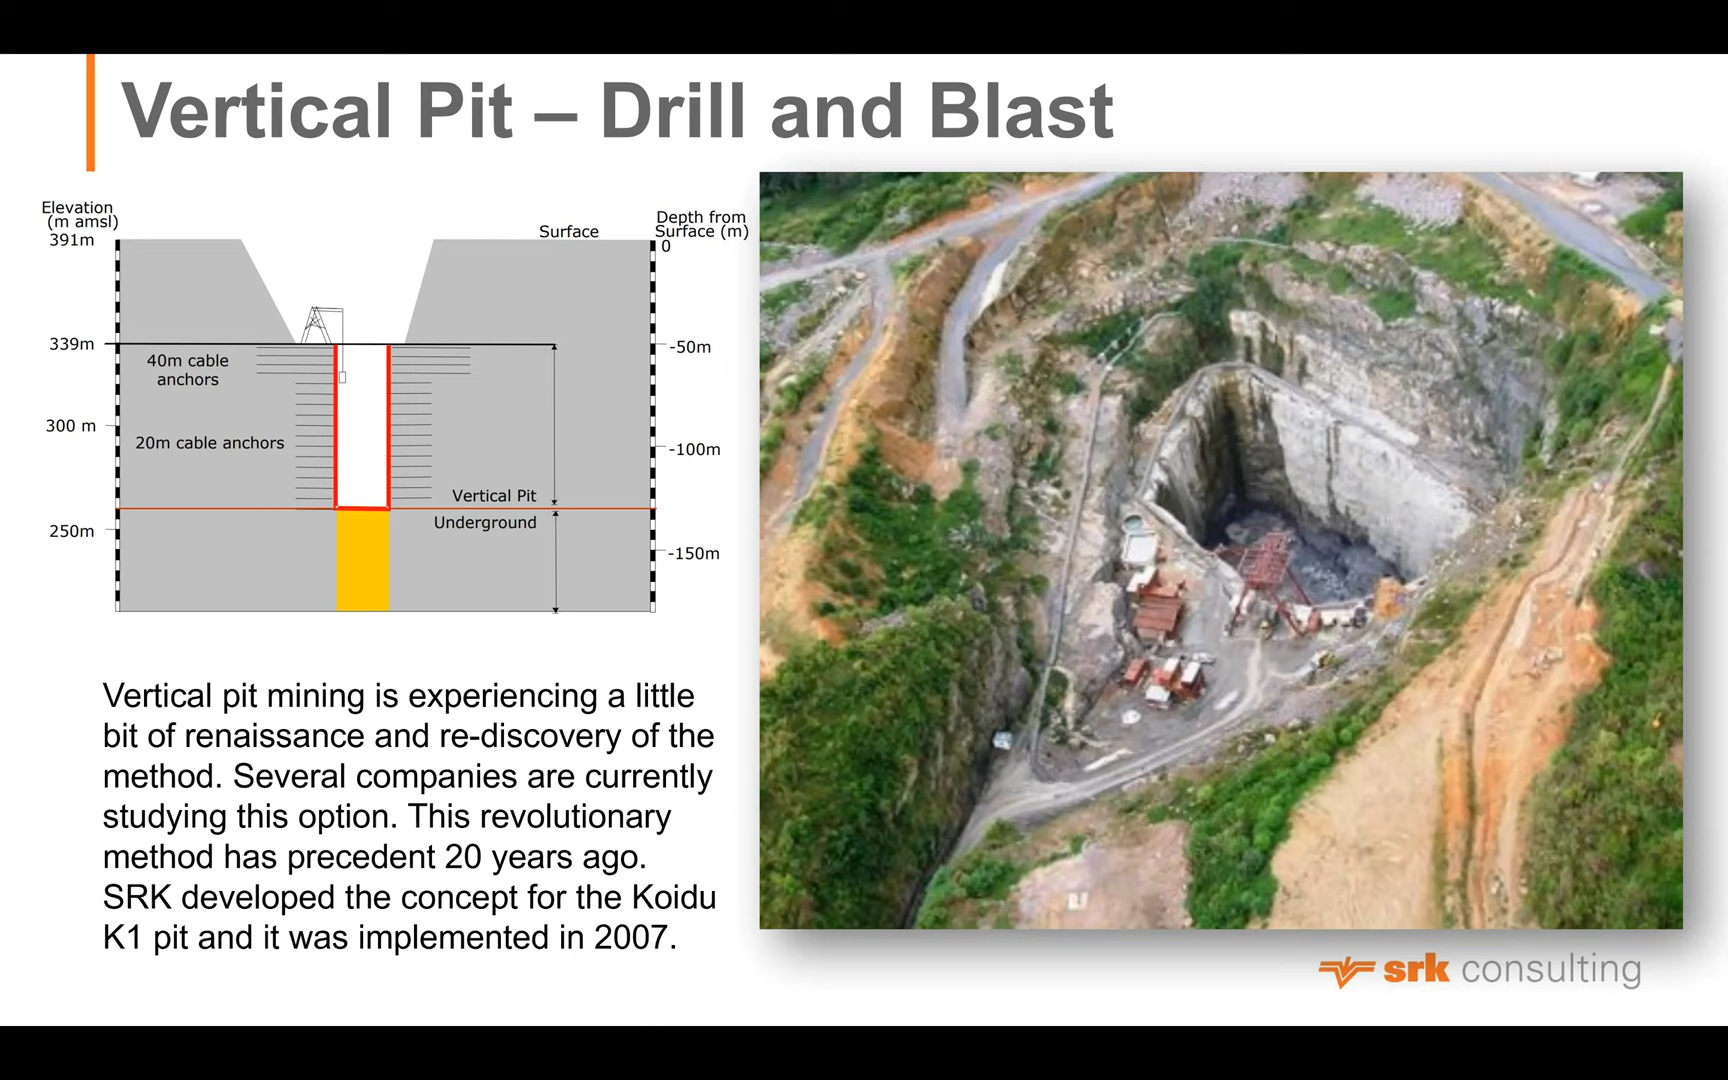 Vertical Pit – Drill and Blast
Elevation
(m amsl)
391m
339m
300 m
250m
Surface
Depth from
Surface (m)
0
-50m
-100m
-150m
40m cable
anchors
20m cable anchors
Vertical Pit
Underground
Vertical pit mining is experiencing a little
bit of renaissance and re-discovery of the
method. Several companies are currently
studying this option. This revolutionary
method has precedent 20 years ago.
SRK developed the concept for the Koidu
K1 pit and it was implemented in 2007.
srk consulting